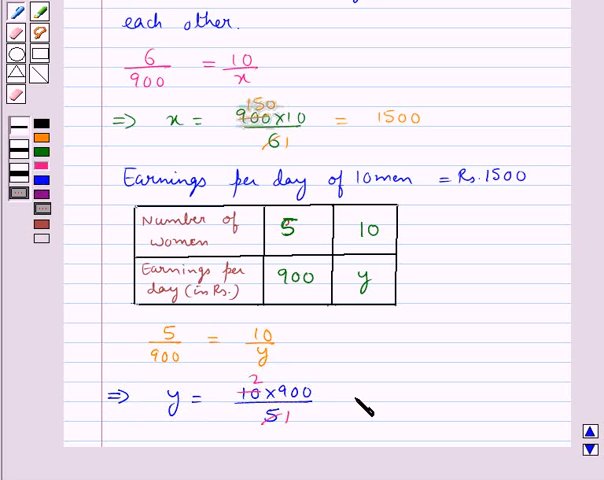 each other.
6/900 = 10/x
⇒ x = 900 150 × 10 / 6 1 = 1500
Earnings per day of 10 men = Rs. 1500
Number of women 5 10
Earnings per day (in Rs.) 900 y
5/900 = 10/y
⇒ y = 10 2 × 900 / 5 1